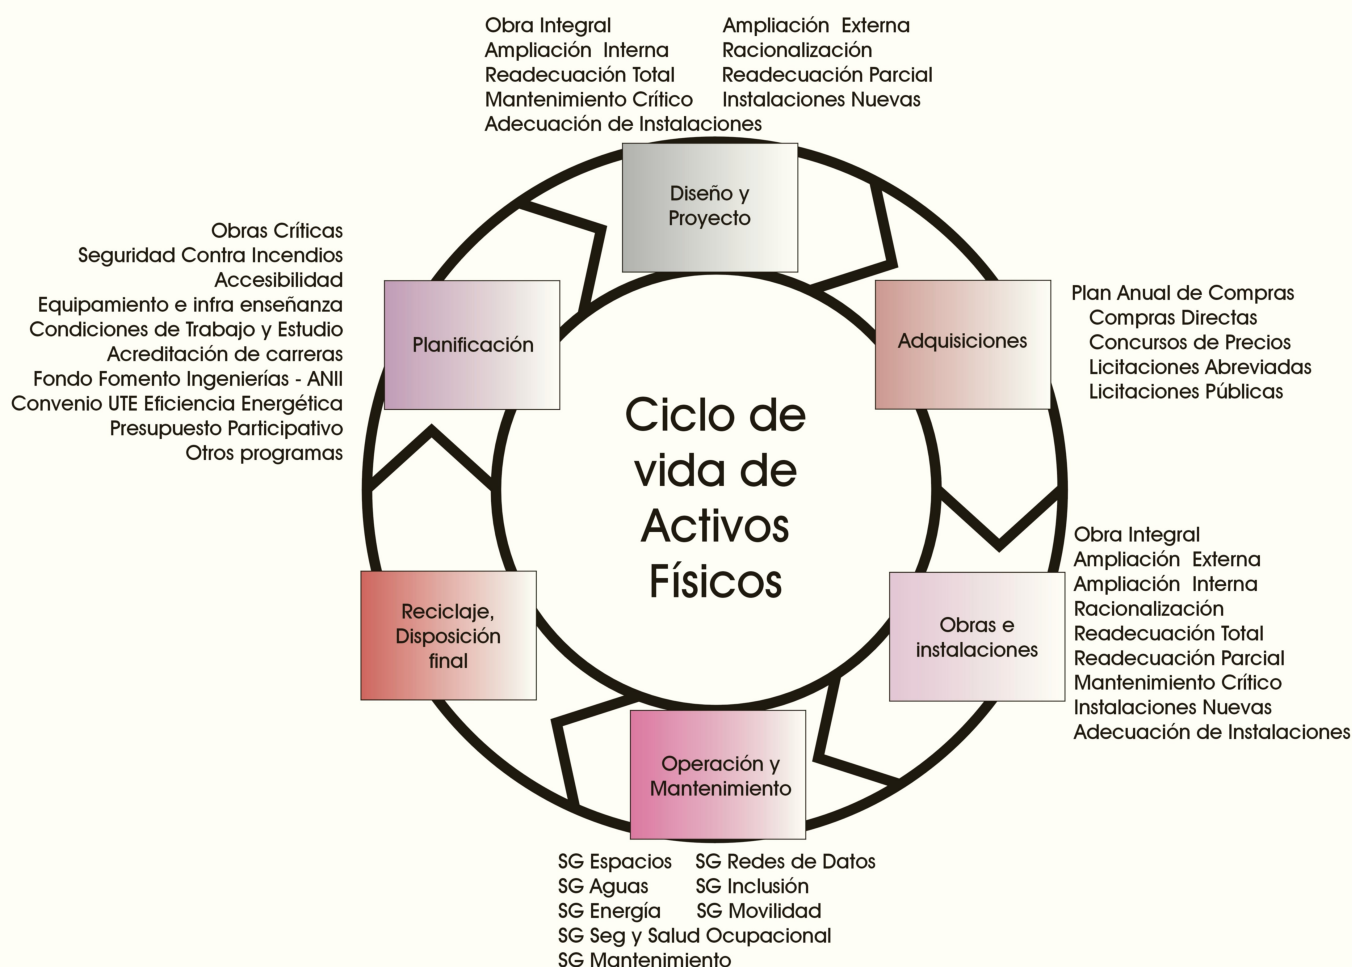 Obra Integral
Ampliación Interna
Readecuación Total
Mantenimiento Crítico
Adecuación de Instalaciones
Ampliación Externa
Racionalización
Readecuación Parcial
Instalaciones Nuevas
Diseño y
Proyecto
Obras Críticas
Seguridad Contra Incendios
Accesibilidad
Equipamiento e infra enseñanza
Condiciones de Trabajo y Estudio
Acreditación de carreras
Fondo Fomento Ingenierías - ANII
Convenio UTE Eficiencia Energética
Presupuesto Participativo
Otros programas
Planificación
Adquisiciones
Plan Anual de Compras
Compras Directas
Concursos de Precios
Licitaciones Abreviadas
Licitaciones Públicas
Ciclo de
vida de
Activos
Físicos
Obras e
instalaciones
Obra Integral
Ampliación Externa
Ampliación Interna
Racionalización
Readecuación Total
Readecuación Parcial
Mantenimiento Crítico
Instalaciones Nuevas
Adecuación de Instalaciones
Reciclaje,
Disposición
final
Operación y
Mantenimiento
SG Espacios
SG Aguas
SG Energía
SG Seg y Salud Ocupacional
SG Mantenimiento
SG Redes de Datos
SG Inclusión
SG Movilidad